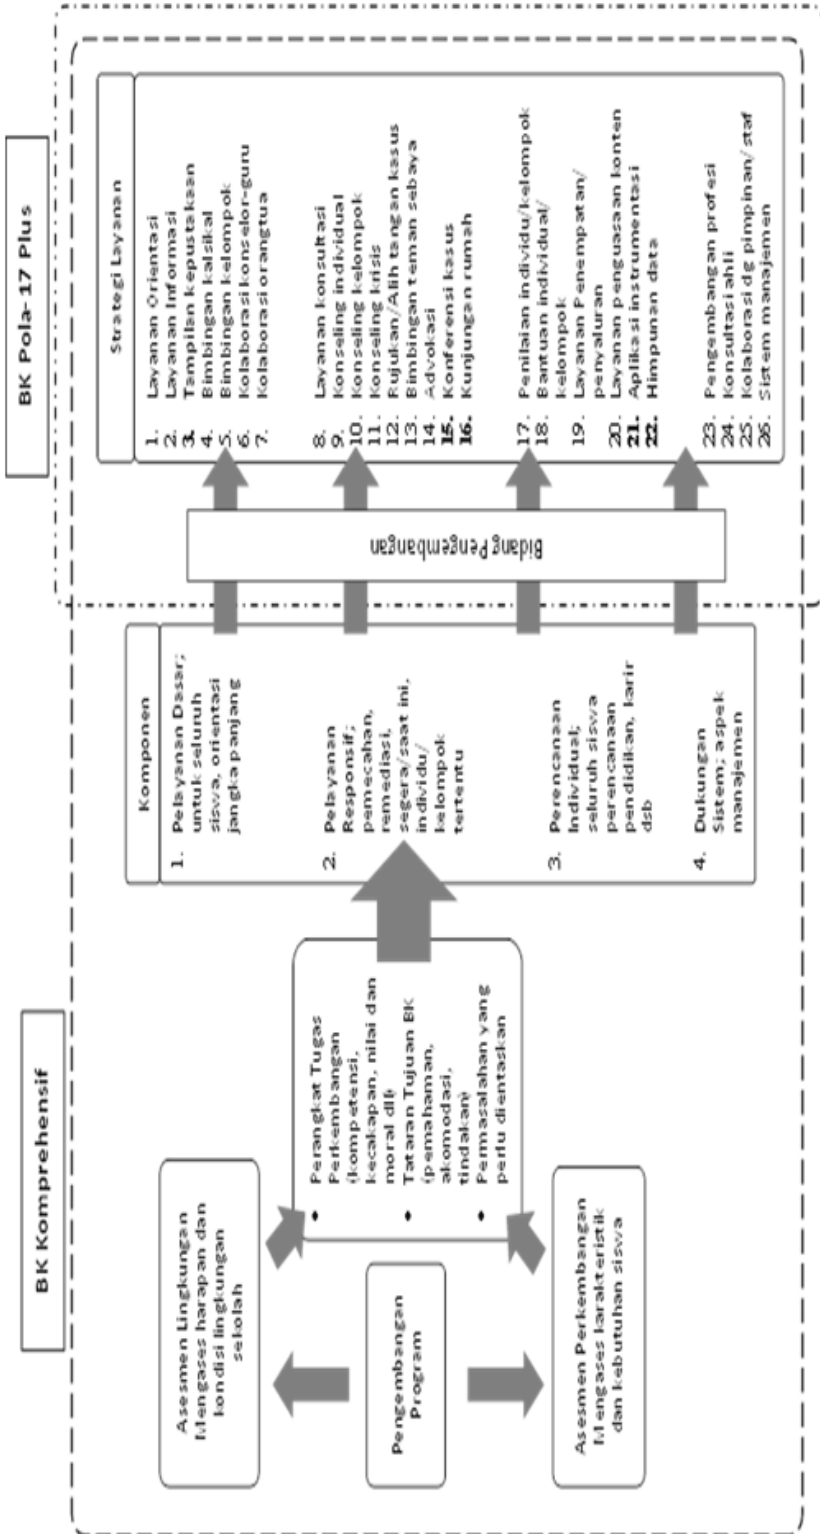 BK Komprehensif
BK Pola-17 Plus
Asesmen Lingkungan
Mengases harapan dan
kondisi lingkungan
sekolah
Pengembangan
Program
Asesmen Perkembangan
Mengases karakteristik
dan kebutuhan siswa
• Perangkat Tugas
Perkembangan
(kompetensi,
kecakapan, nilai dan
moral dll)
• Tataran Tujuan BK
(pemahaman,
akomodasi,
tindakan)
• Permasalahan yang
perlu dientaskan
Komponen
1. Pelayanan Dasar;
untuk seluruh
siswa, orientasi
jangka panjang
2. Pelayanan
Responsif;
pemecahan,
remediasi,
segera/saat ini,
individu/
kelompok
tertentu
3. Perencanaan
Individual;
seluruh siswa
perencanaan
pendidikan, karir
dsb
4. Dukungan
Sistem; aspek
manajemen
Bidang Pengembangan
Strategi Layanan
1. Layanan Orientasi
2. Layanan Informasi
3. Tampilan kepustakaan
4. Bimbingan kalsikal
5. Bimbingan kelompok
6. Kolaborasi konselor-guru
7. Kolaborasi orangtua
8. Layanan konsultasi
9. Konseling individual
10. Konseling kelompok
11. Konseling krisis
12. Rujukan/Alih tangan kasus
13. Bimbingan teman sebaya
14. Advokasi
15. Konferensi kasus
16. Kunjungan rumah
17. Penilaian individu/kelompok
18. Bantuan individual/
kelompok
19. Layanan Penempatan/
penyaluran
20. Layanan penguasaan konten
21. Aplikasi instrumentasi
22. Himpunan data
23. Pengembangan profesi
24. Konsultasi ahli
25. Kolaborasi dg pimpinan/staf
26. Sistem manajemen